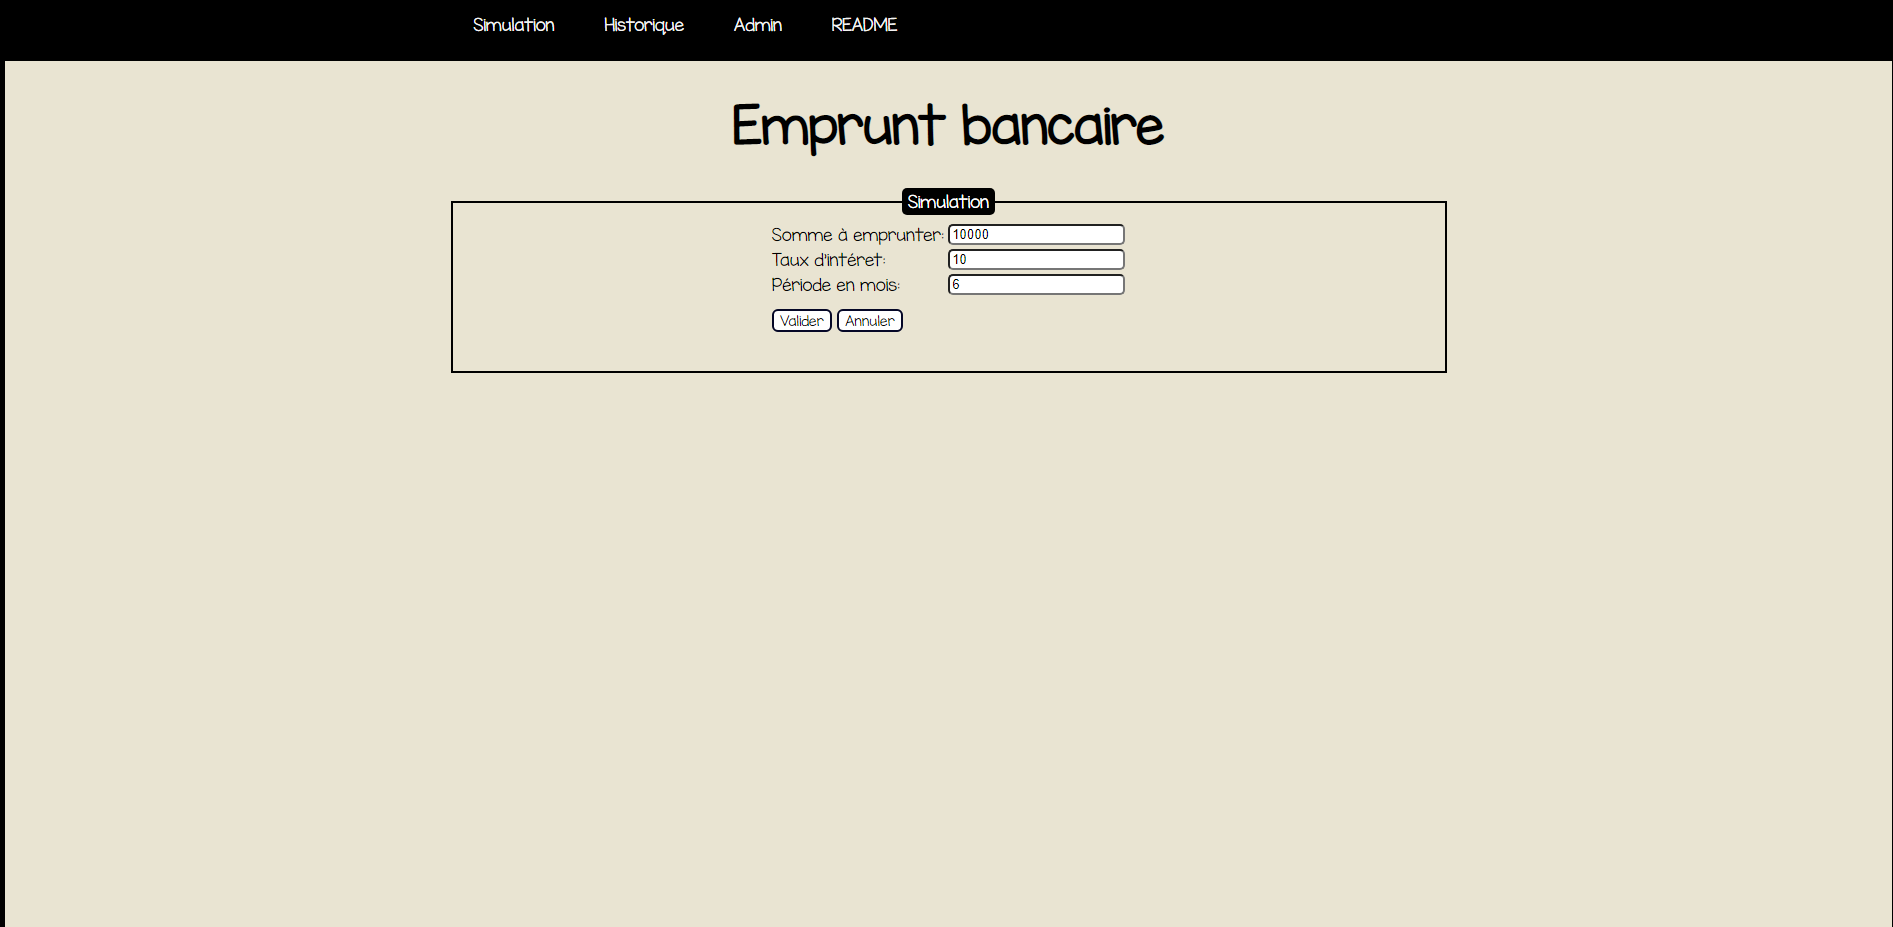 Simulation Historique Admin README
Emprunt bancaire
Simulation
Somme à emprunter: 10000
Taux d'intéret: 10
Période en mois: 6
Valider Annuler